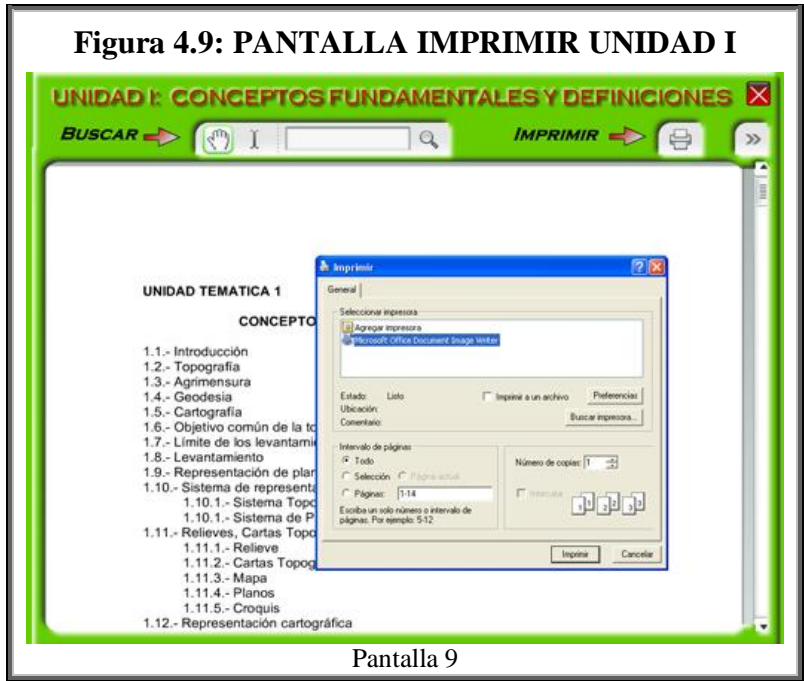 Figura 4.9: PANTALLA IMPRIMIR UNIDAD I
UNIDAD I: CONCEPTOS FUNDAMENTALES Y DEFINICIONES
BUSCAR
IMPRIMIR
UNIDAD TEMATICA 1
CONCEPTO
1.1.- Introducción
1.2.- Topografía
1.3.- Agrimensura
1.4.- Geodesia
1.5.- Cartografía
1.6.- Objetivo común de la to
1.7.- Límite de los levantami
1.8.- Levantamiento
1.9.- Representación de plan
1.10.- Sistema de representa
1.10.1.- Sistema Topo
1.10.1.- Sistema de P
1.11.- Relieves, Cartas Topo
1.11.1.- Relieve
1.11.2.- Cartas Topog
1.11.3.- Mapa
1.11.4.- Planos
1.11.5.- Croquis
1.12.- Representación cartográfica
Imprimir
General
Seleccionar impresora
Agregar impresora
Microsoft Office Document Image Writer
Estado: Listo
Imprimir a un archivo
Preferencias
Ubicación:
Comentario:
Buscar impresora...
Intervalo de páginas
Todo
Selección Página actual
Páginas: 1-14
Escriba un solo número o intervalo de
páginas. Por ejemplo: 5-12
Número de copias: 1
Intercalar
1 1 2 2 3 3
Imprimir Cancelar
Pantalla 9